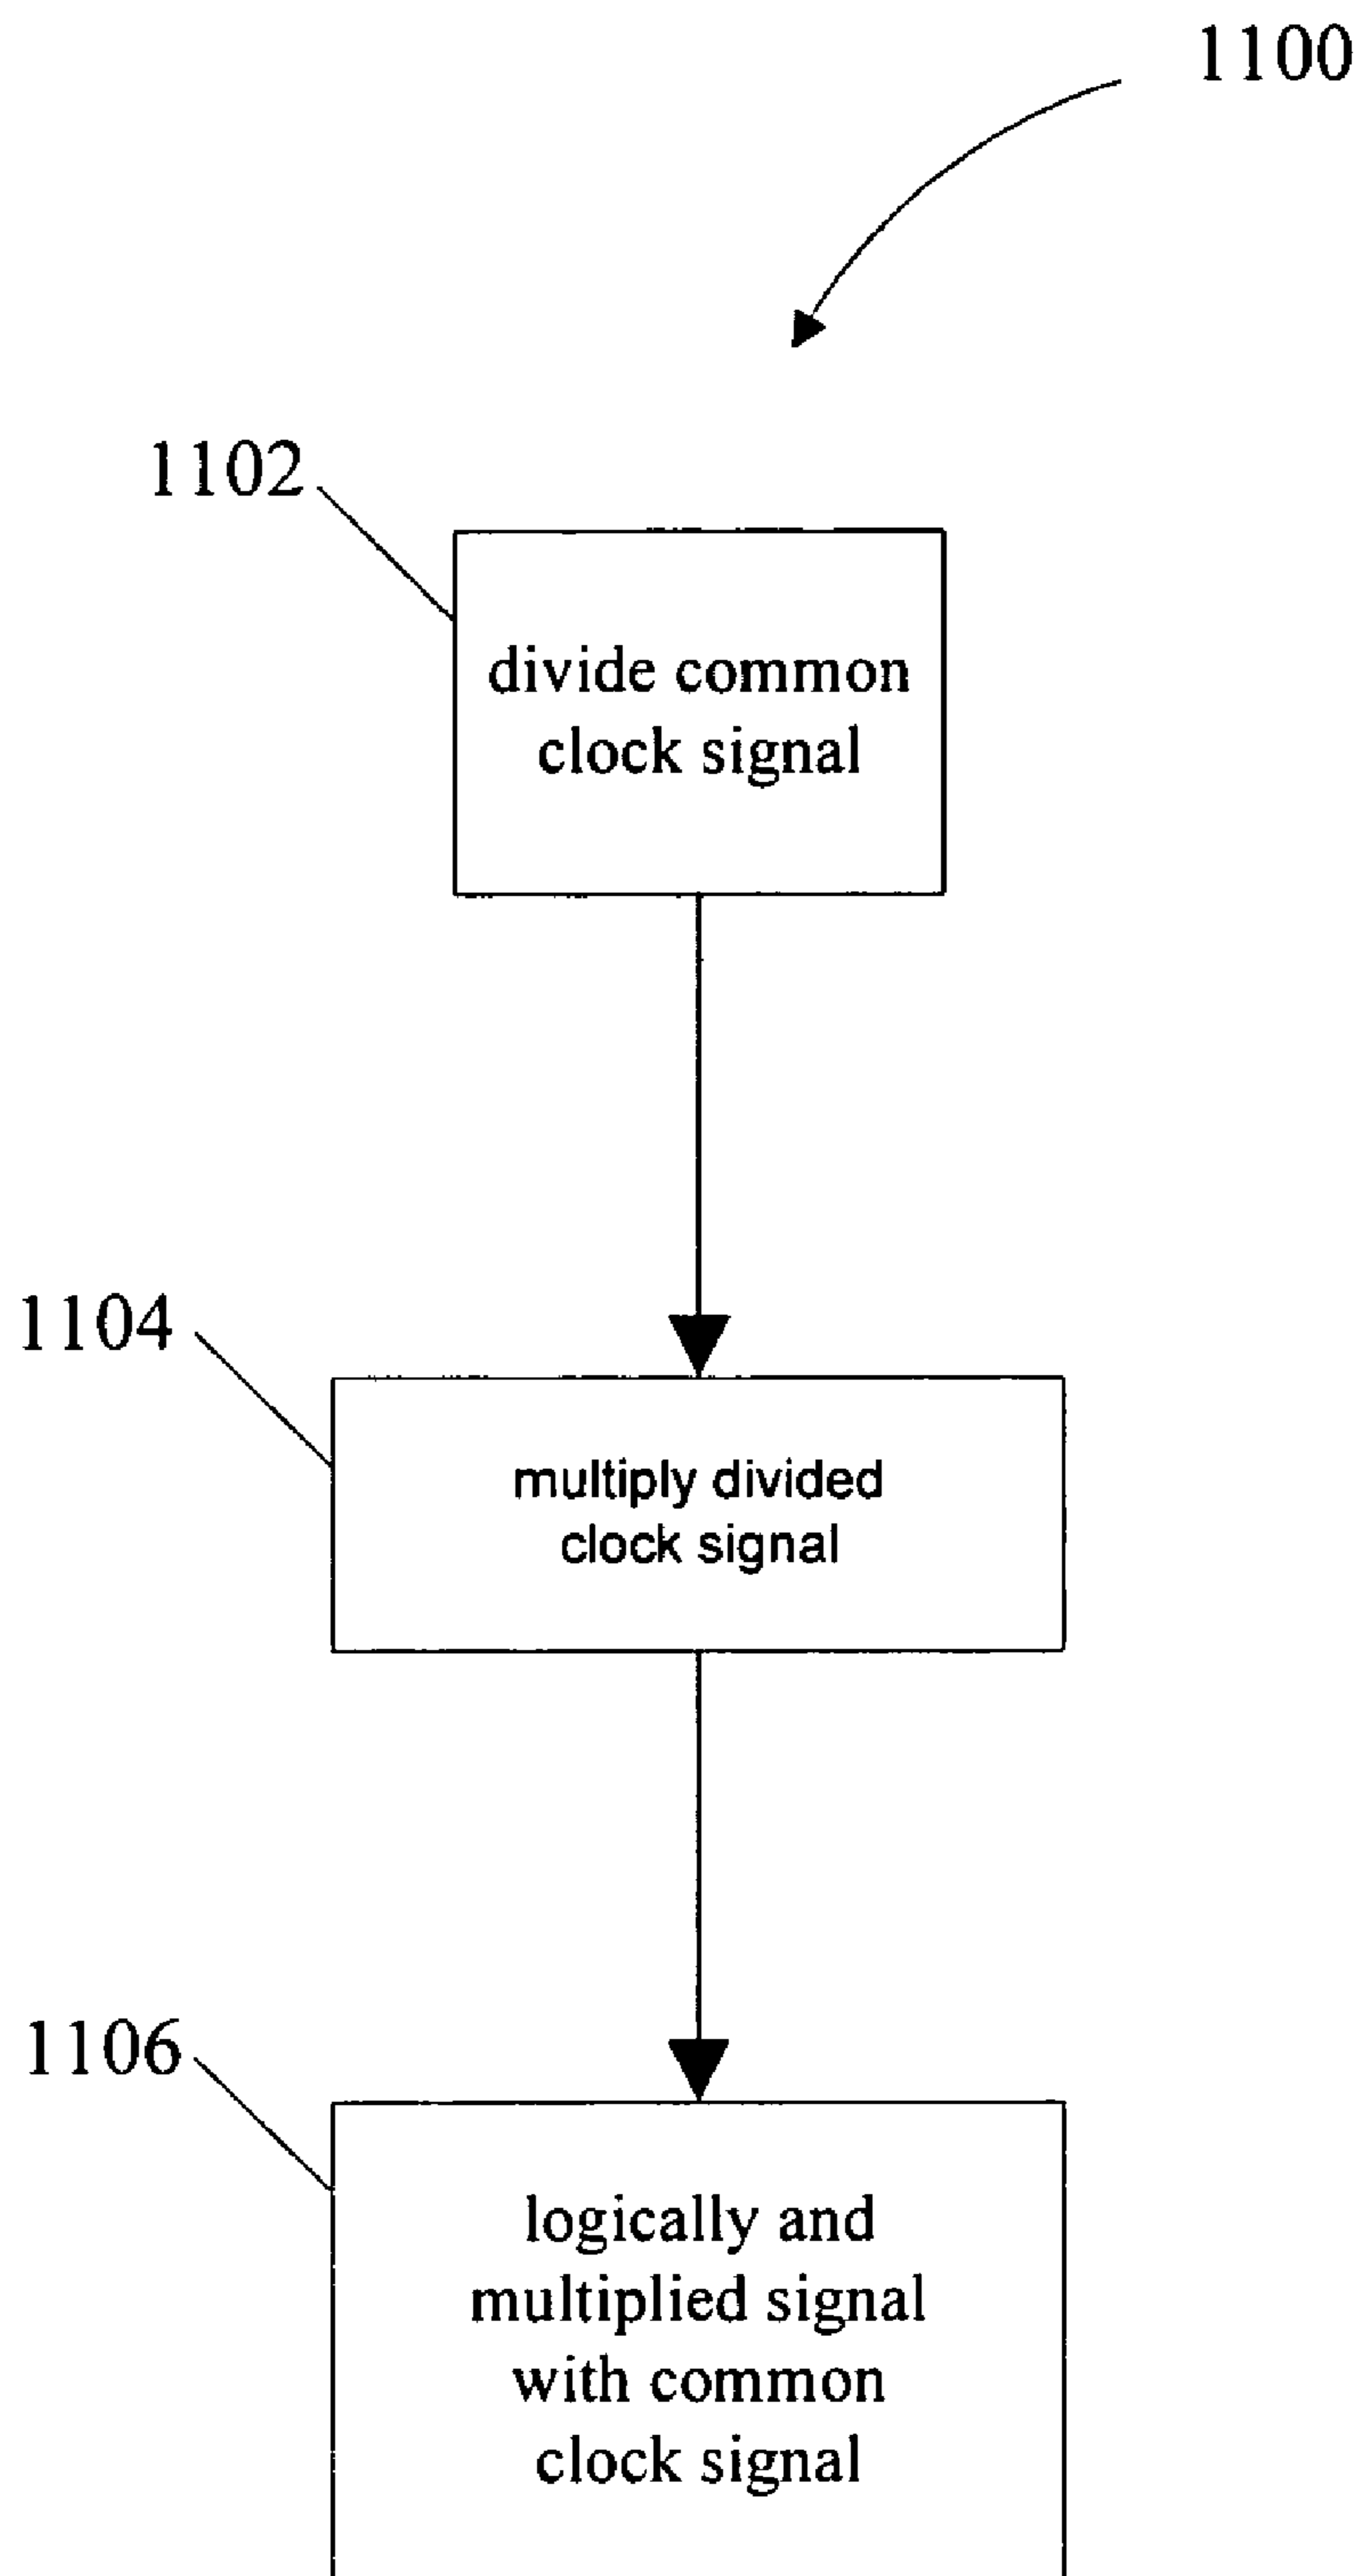 1100
1102
divide common
clock signal
1104
multiply divided
clock signal
1106
logically and
multiplied signal
with common
clock signal